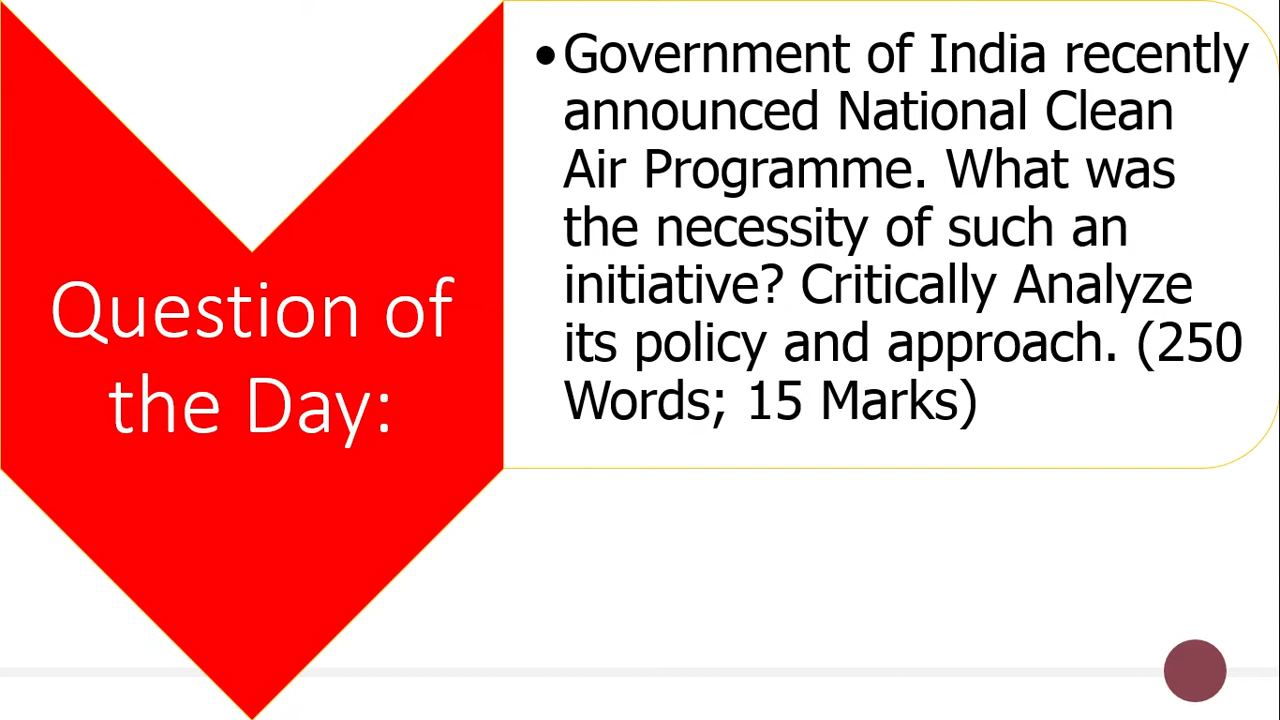 Question of
the Day:
•Government of India recently
announced National Clean
Air Programme. What was
the necessity of such an
initiative? Critically Analyze
its policy and approach. (250
Words; 15 Marks)